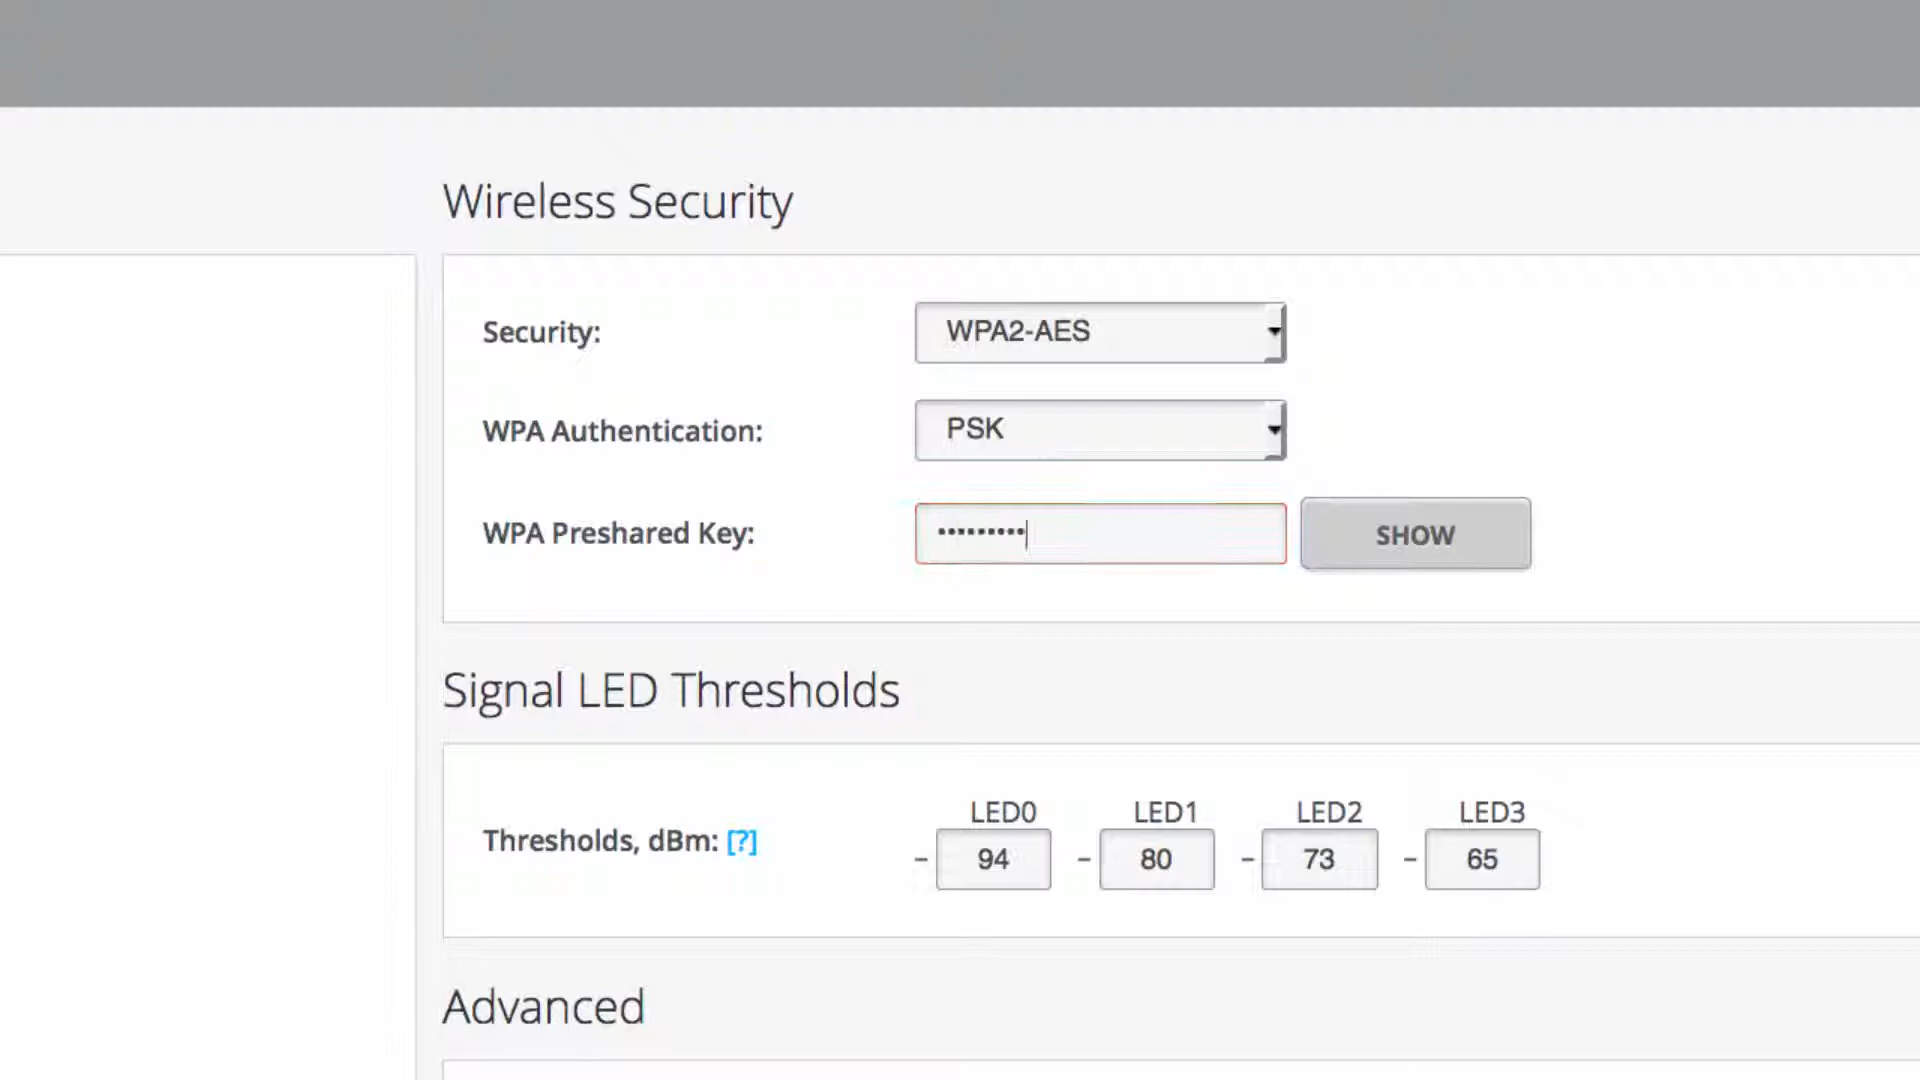 Wireless Security
Security: WPA2-AES
WPA Authentication: PSK
WPA Preshared Key: ••••••••• SHOW
Signal LED Thresholds
LED0 LED1 LED2 LED3
Thresholds, dBm: [?] - 94 - 80 - 73 - 65
Advanced